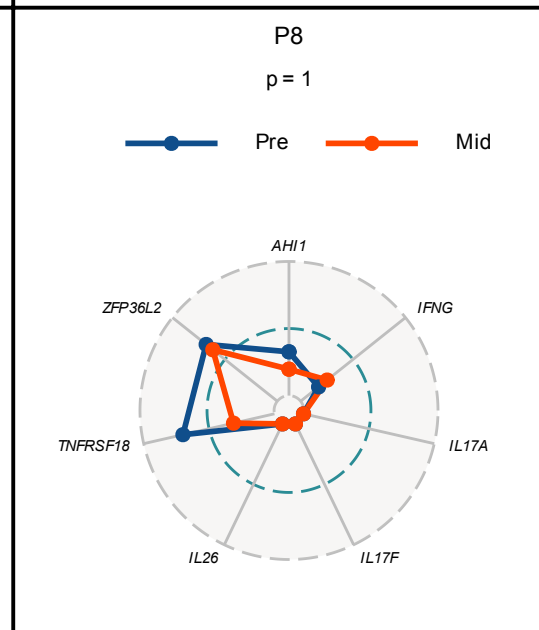 P8
p = 1
Pre Mid
AHI1
ZFP36L2 IFNG
TNFRSF18 IL17A
IL26 IL17F